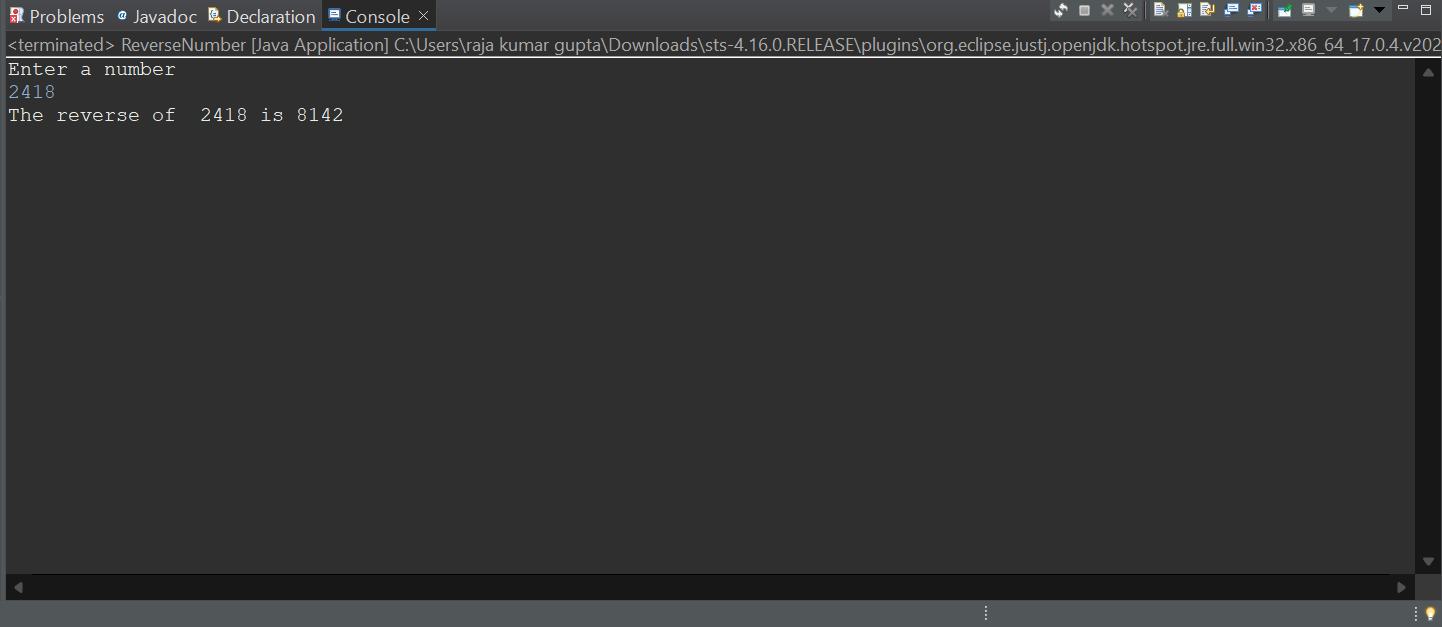 Problems Javadoc Declaration Console
<terminated> ReverseNumber [Java Application] C:\Users\raja kumar gupta\Downloads\sts-4.16.0.RELEASE\plugins\org.eclipse.justj.openjdk.hotspot.jre.full.win32.x86_64_17.0.4.v202
Enter a number
2418
The reverse of  2418 is 8142